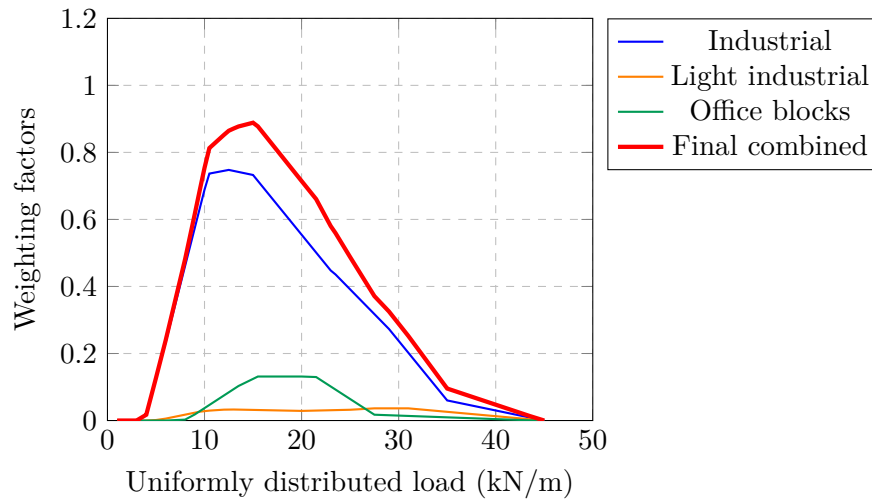 Weighting factors
1.2
1
0.8
0.6
0.4
0.2
0
0 10 20 30 40 50
Uniformly distributed load (kN/m)
Industrial
Light industrial
Office blocks
Final combined